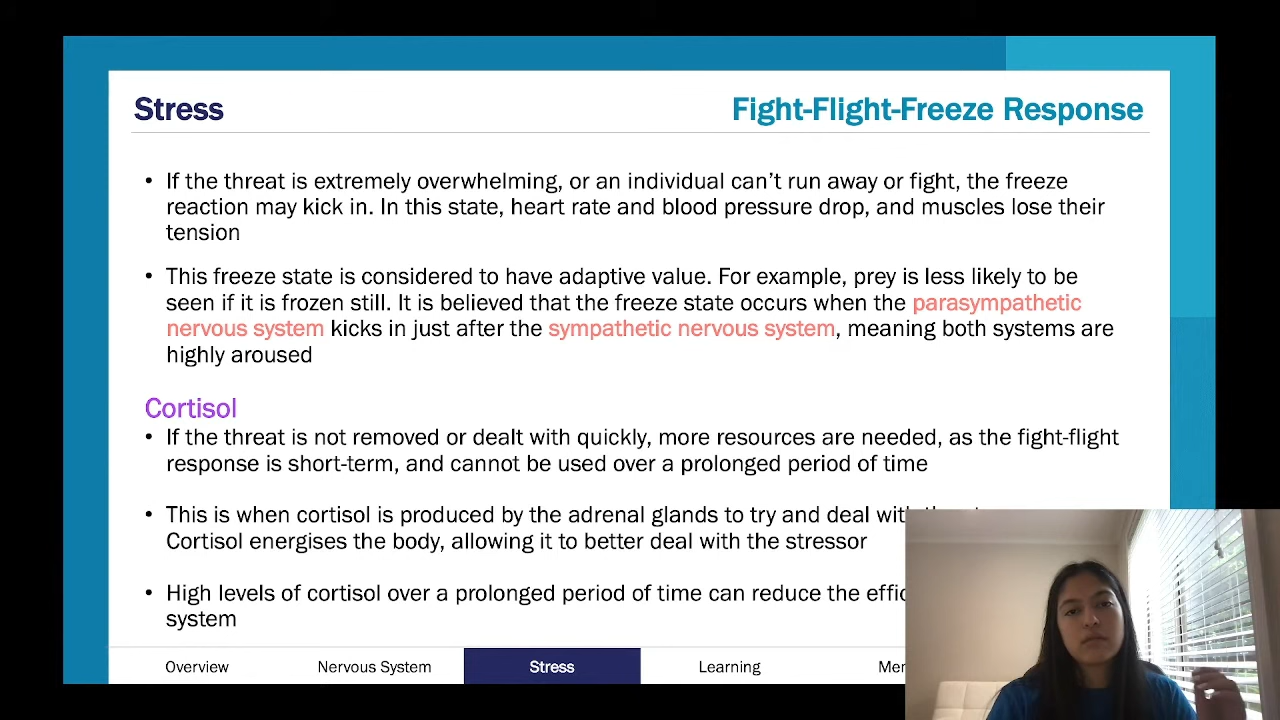 Stress
Fight-Flight-Freeze Response
• If the threat is extremely overwhelming, or an individual can’t run away or fight, the freeze
reaction may kick in. In this state, heart rate and blood pressure drop, and muscles lose their
tension
• This freeze state is considered to have adaptive value. For example, prey is less likely to be
seen if it is frozen still. It is believed that the freeze state occurs when the parasympathetic
nervous system kicks in just after the sympathetic nervous system, meaning both systems are
highly aroused
Cortisol
• If the threat is not removed or dealt with quickly, more resources are needed, as the fight-flight
response is short-term, and cannot be used over a prolonged period of time
• This is when cortisol is produced by the adrenal glands to try and deal with
Cortisol energises the body, allowing it to better deal with the stressor
• High levels of cortisol over a prolonged period of time can reduce the
system
Overview
Nervous System
Stress
Learning